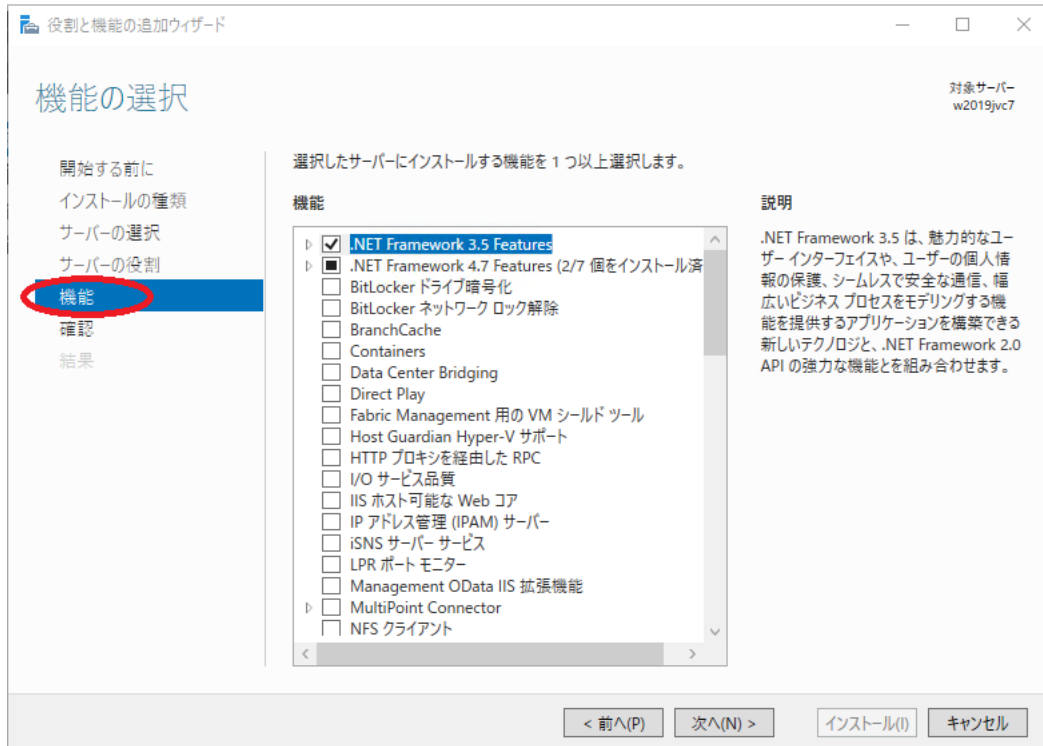 役割と機能の追加ウィザード
機能の選択
対象サーバー
w2019jvc7
開始する前に
インストールの種類
サーバーの選択
サーバーの役割
機能
確認
結果
選択したサーバーにインストールする機能を 1 つ以上選択します。
機能
.NET Framework 3.5 Features
.NET Framework 4.7 Features (2/7 個をインストール済
BitLocker ドライブ暗号化
BitLocker ネットワーク ロック解除
BranchCache
Containers
Data Center Bridging
Direct Play
Fabric Management 用の VM シールド ツール
Host Guardian Hyper-V サポート
HTTP プロキシを経由した RPC
I/O サービス品質
IIS ホスト可能な Web コア
IP アドレス管理 (IPAM) サーバー
iSNS サーバー サービス
LPR ポート モニター
Management OData IIS 拡張機能
MultiPoint Connector
NFS クライアント
説明
.NET Framework 3.5 は、魅力的なユー
ザー インターフェイスや、ユーザーの個人情
報の保護、シームレスで安全な通信、幅
広いビジネス プロセスをモデリングする機
能を提供するアプリケーションを構築できる
新しいテクノロジと、.NET Framework 2.0
API の強力な機能とを組み合わせます。
< 前へ(P)
次へ(N) >
インストール(I)
キャンセル